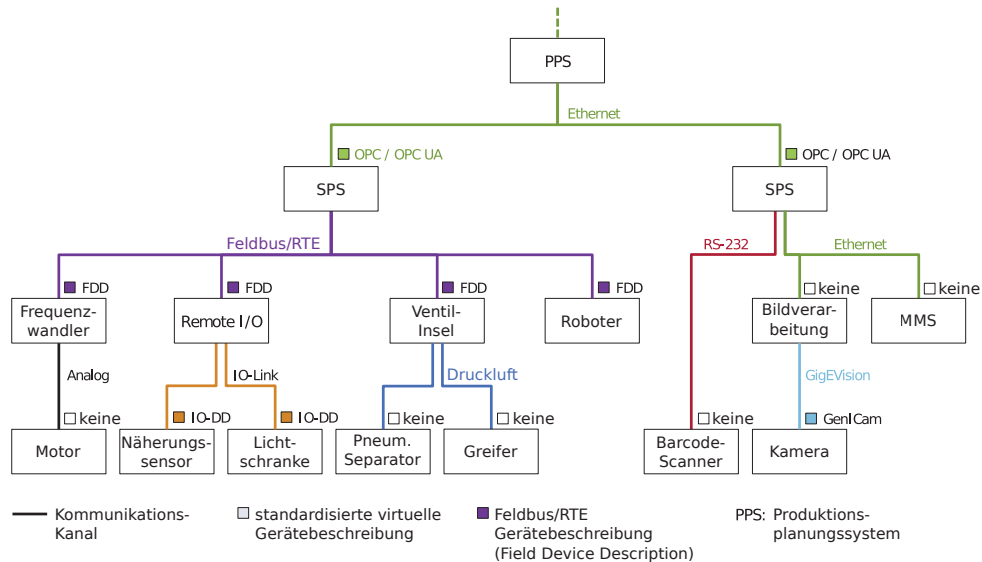 PPS
Ethernet
OPC / OPC UA
OPC / OPC UA
SPS
SPS
Feldbus/RTE
RS-232
Ethernet
FDD
FDD
FDD
FDD
keine
keine
Frequenz-
wandler
Remote I/O
Ventil-
Insel
Roboter
Bildverar-
beitung
MMS
Analog
IO-Link
Druckluft
GigEVision
keine
IO-DD
IO-DD
keine
keine
keine
GenICam
Motor
Näherungs-
sensor
Licht-
schranke
Pneum.
Separator
Greifer
Barcode-
Scanner
Kamera
Kommunikations-
Kanal
standardisierte virtuelle
Gerätebeschreibung
Feldbus/RTE
Gerätebeschreibung
(Field Device Description)
PPS: Produktions-
planungssystem